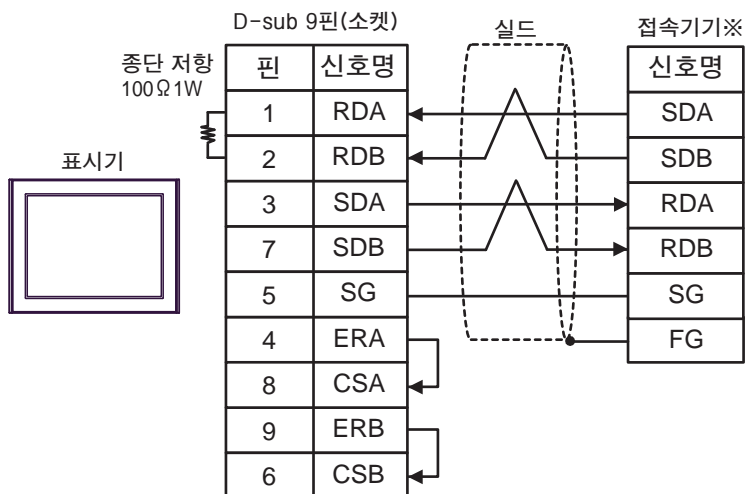 D-sub 9핀(소켓)
실드
접속기기※
종단 저항
100Ω1W
핀 신호명 신호명
1 RDA SDA
2 RDB SDB
표시기
3 SDA RDA
7 SDB RDB
5 SG SG
4 ERA FG
8 CSA
9 ERB
6 CSB